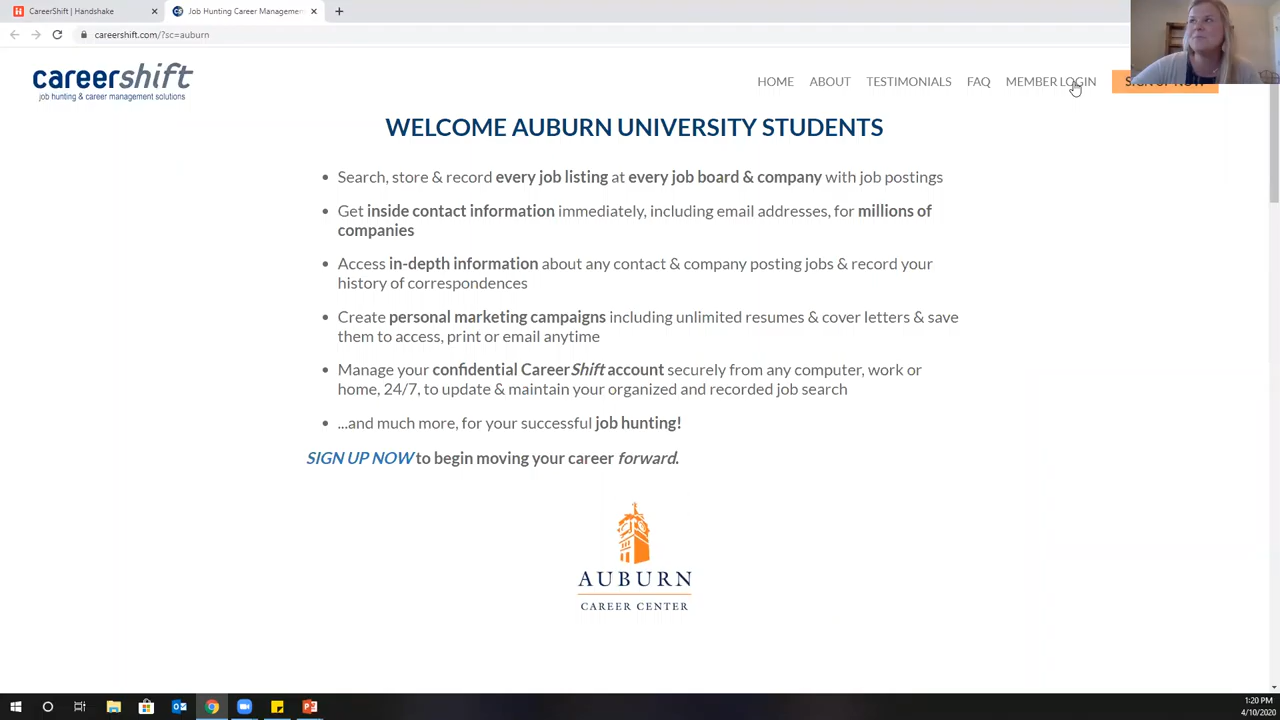 CareerShift | Handshake
Job Hunting Career Managemen
careershift.com/?sc=auburn
careershift
job hunting & career management solutions
HOME ABOUT TESTIMONIALS FAQ MEMBER LOGIN SIGN UP NOW
WELCOME AUBURN UNIVERSITY STUDENTS
• Search, store & record every job listing at every job board & company with job postings
• Get inside contact information immediately, including email addresses, for millions of
companies
• Access in-depth information about any contact & company posting jobs & record your
history of correspondences
• Create personal marketing campaigns including unlimited resumes & cover letters & save
them to access, print or email anytime
• Manage your confidential CareerShift account securely from any computer, work or
home, 24/7, to update & maintain your organized and recorded job search
• ...and much more, for your successful job hunting!
SIGN UP NOW to begin moving your career forward.
AUBURN
CAREER CENTER
1:20 PM
4/10/2020